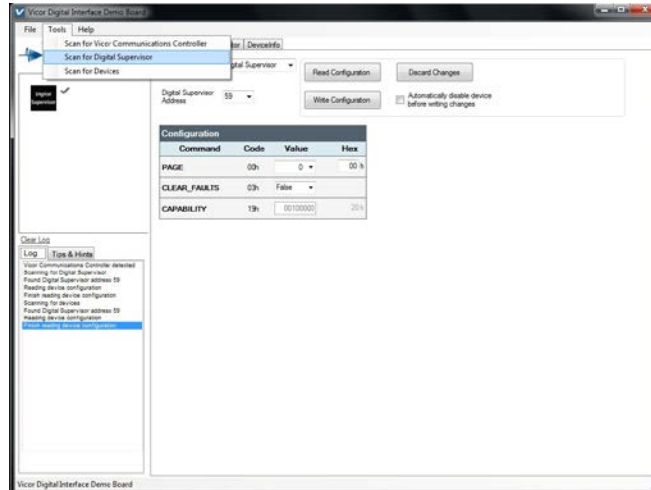 Vicor Digital Interface Demo Board
File Tools Help
Scan for Vicor Communications Controller
Scan for Digital Supervisor
Scan for Devices
DeviceInfo
Read Configuration
Discard Changes
Digital Supervisor
Address
59
Write Configuration
Automatically disable device
before writing changes
Digital
Supervisor
Configuration
Command Code Value Hex
PAGE 00h 0 00 h
CLEAR_FAULTS 03h False
CAPABILITY 19h 00100000 20 h
Clear Log
Log Tips & Hints
Vicor Communications Controller detected
Scanning for Digital Supervisor
Found Digital Supervisor address 59
Reading device configuration
Finish reading device configuration
Scanning for devices
Found Digital Supervisor address 59
Reading device configuration
Finish reading device configuration
Vicor Digital Interface Demo Board